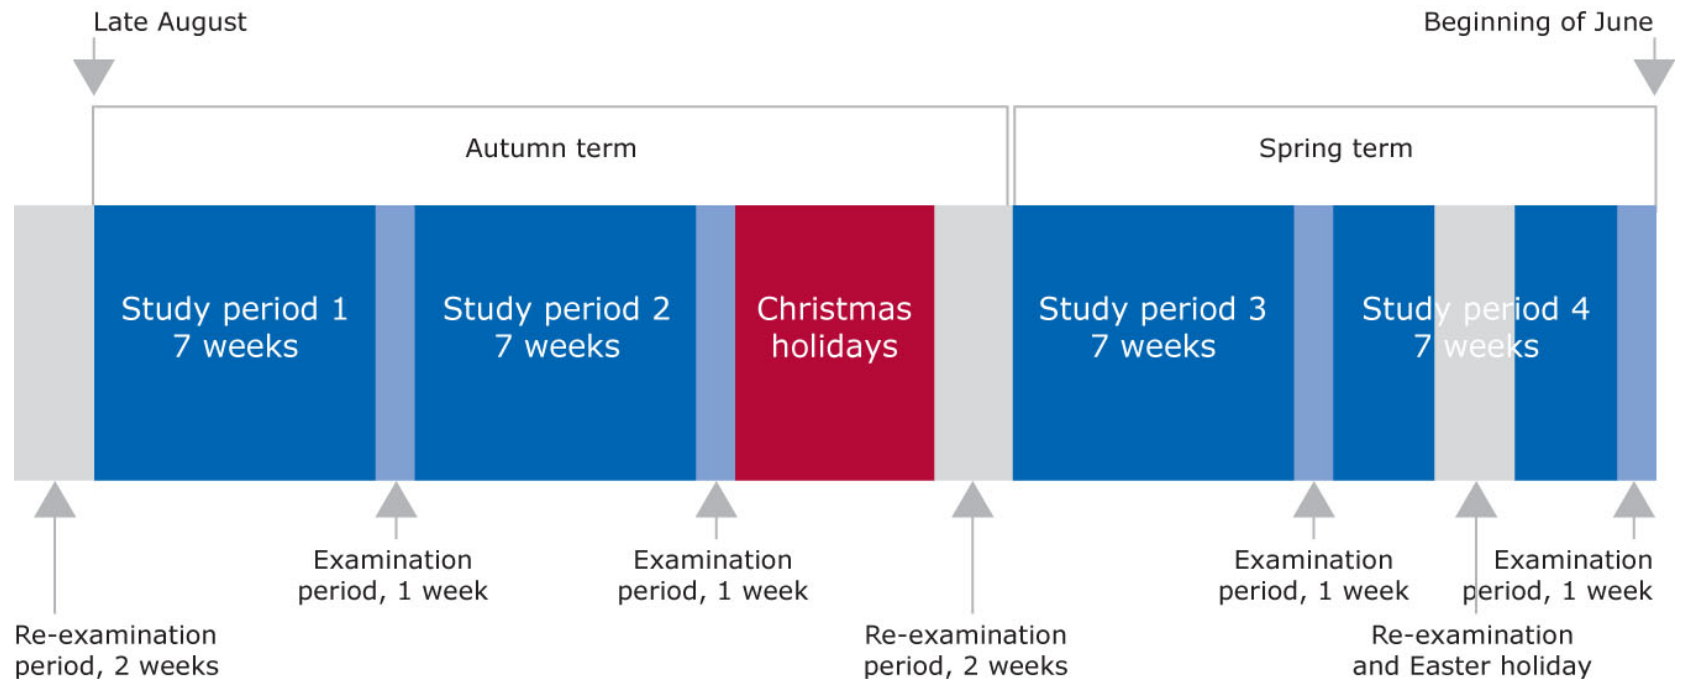 Late August
Beginning of June
Autumn term
Spring term
Study period 1
7 weeks
Study period 2
7 weeks
Christmas
holidays
Study period 3
7 weeks
Study period 4
7 weeks
Examination
period, 1 week
Examination
period, 1 week
Examination
period, 1 week
Examination
period, 1 week
Re-examination
period, 2 weeks
Re-examination
period, 2 weeks
Re-examination
and Easter holiday